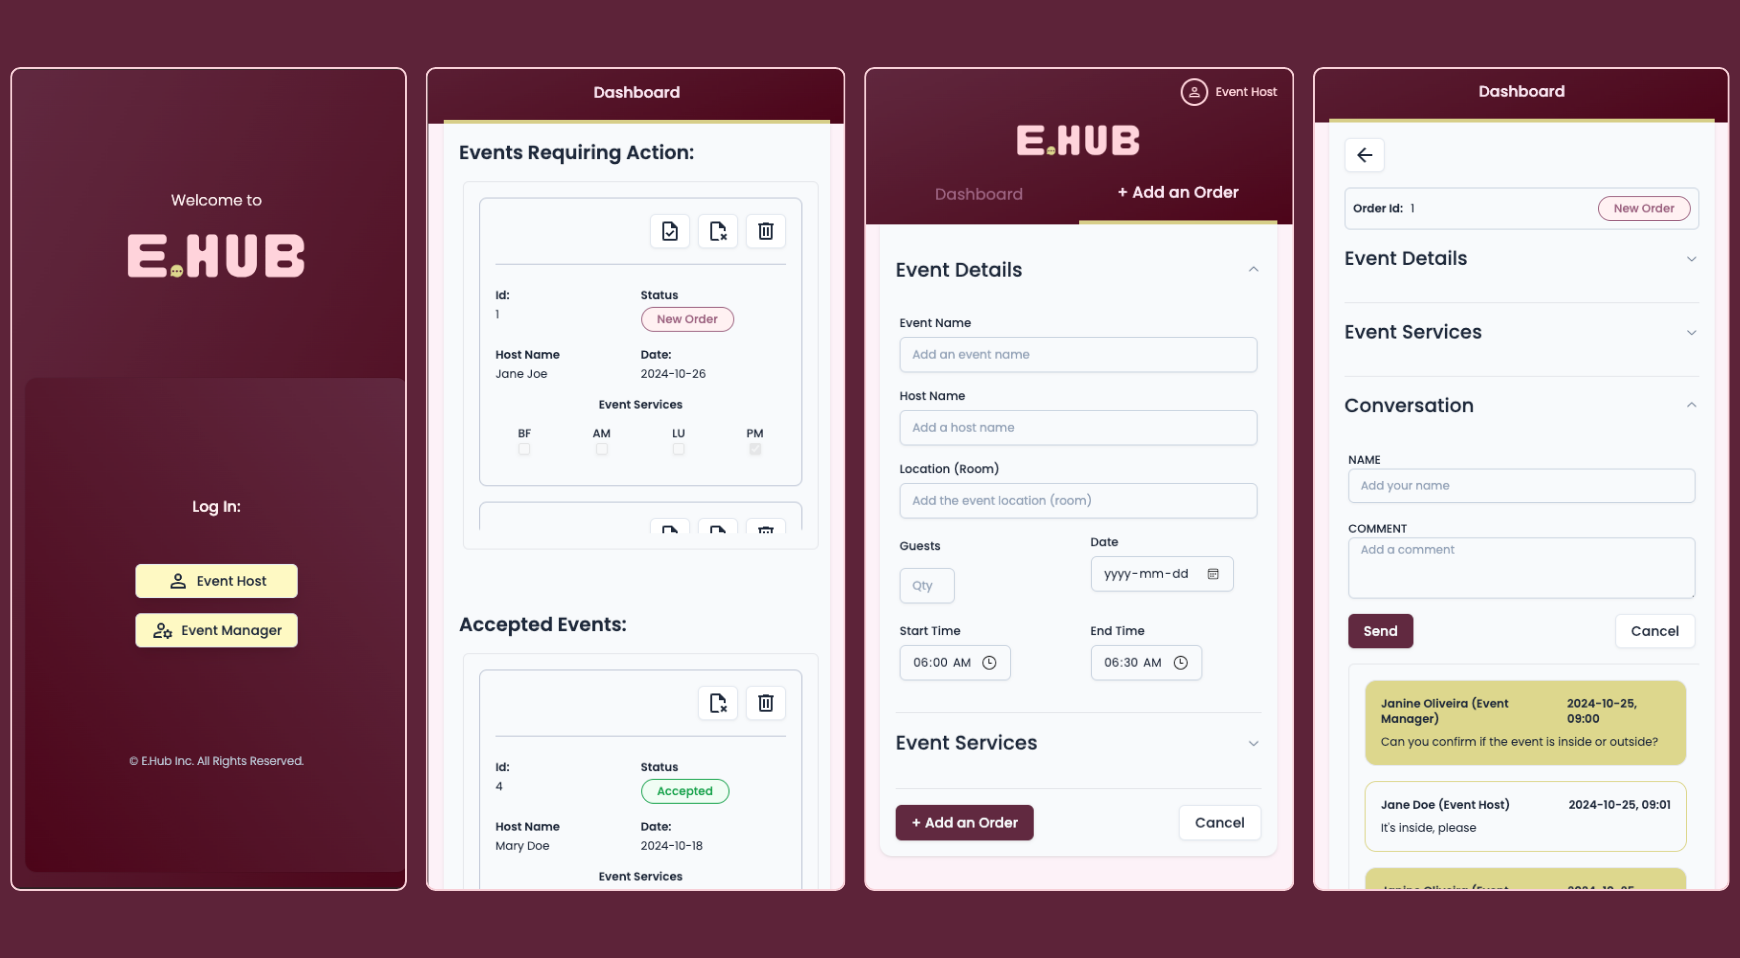 Welcome to
E.HUB
Log In:
Event Host
Event Manager
© E.Hub Inc. All Rights Reserved.
Dashboard
Events Requiring Action:
Id:
Status
1
New Order
Host Name
Date:
Jane Joe
2024-10-26
Event Services
BF AM LU PM
Accepted Events:
Id:
Status
4
Accepted
Host Name
Date:
Mary Doe
2024-10-18
Event Services
Event Host
E.HUB
Dashboard
+ Add an Order
Event Details
Event Name
Add an event name
Host Name
Add a host name
Location (Room)
Add the event location (room)
Guests
Date
Qty
yyyy-mm-dd
Start Time
End Time
06:00 AM
06:30 AM
Event Services
+ Add an Order
Cancel
Dashboard
Order Id: 1
New Order
Event Details
Event Services
Conversation
NAME
Add your name
COMMENT
Add a comment
Send
Cancel
Janine Oliveira (Event
Manager)
2024-10-25,
09:00
Can you confirm if the event is inside or outside?
Jane Doe (Event Host)
2024-10-25, 09:01
It's inside, please
Janine Oliveira (Event
2024-10-25,